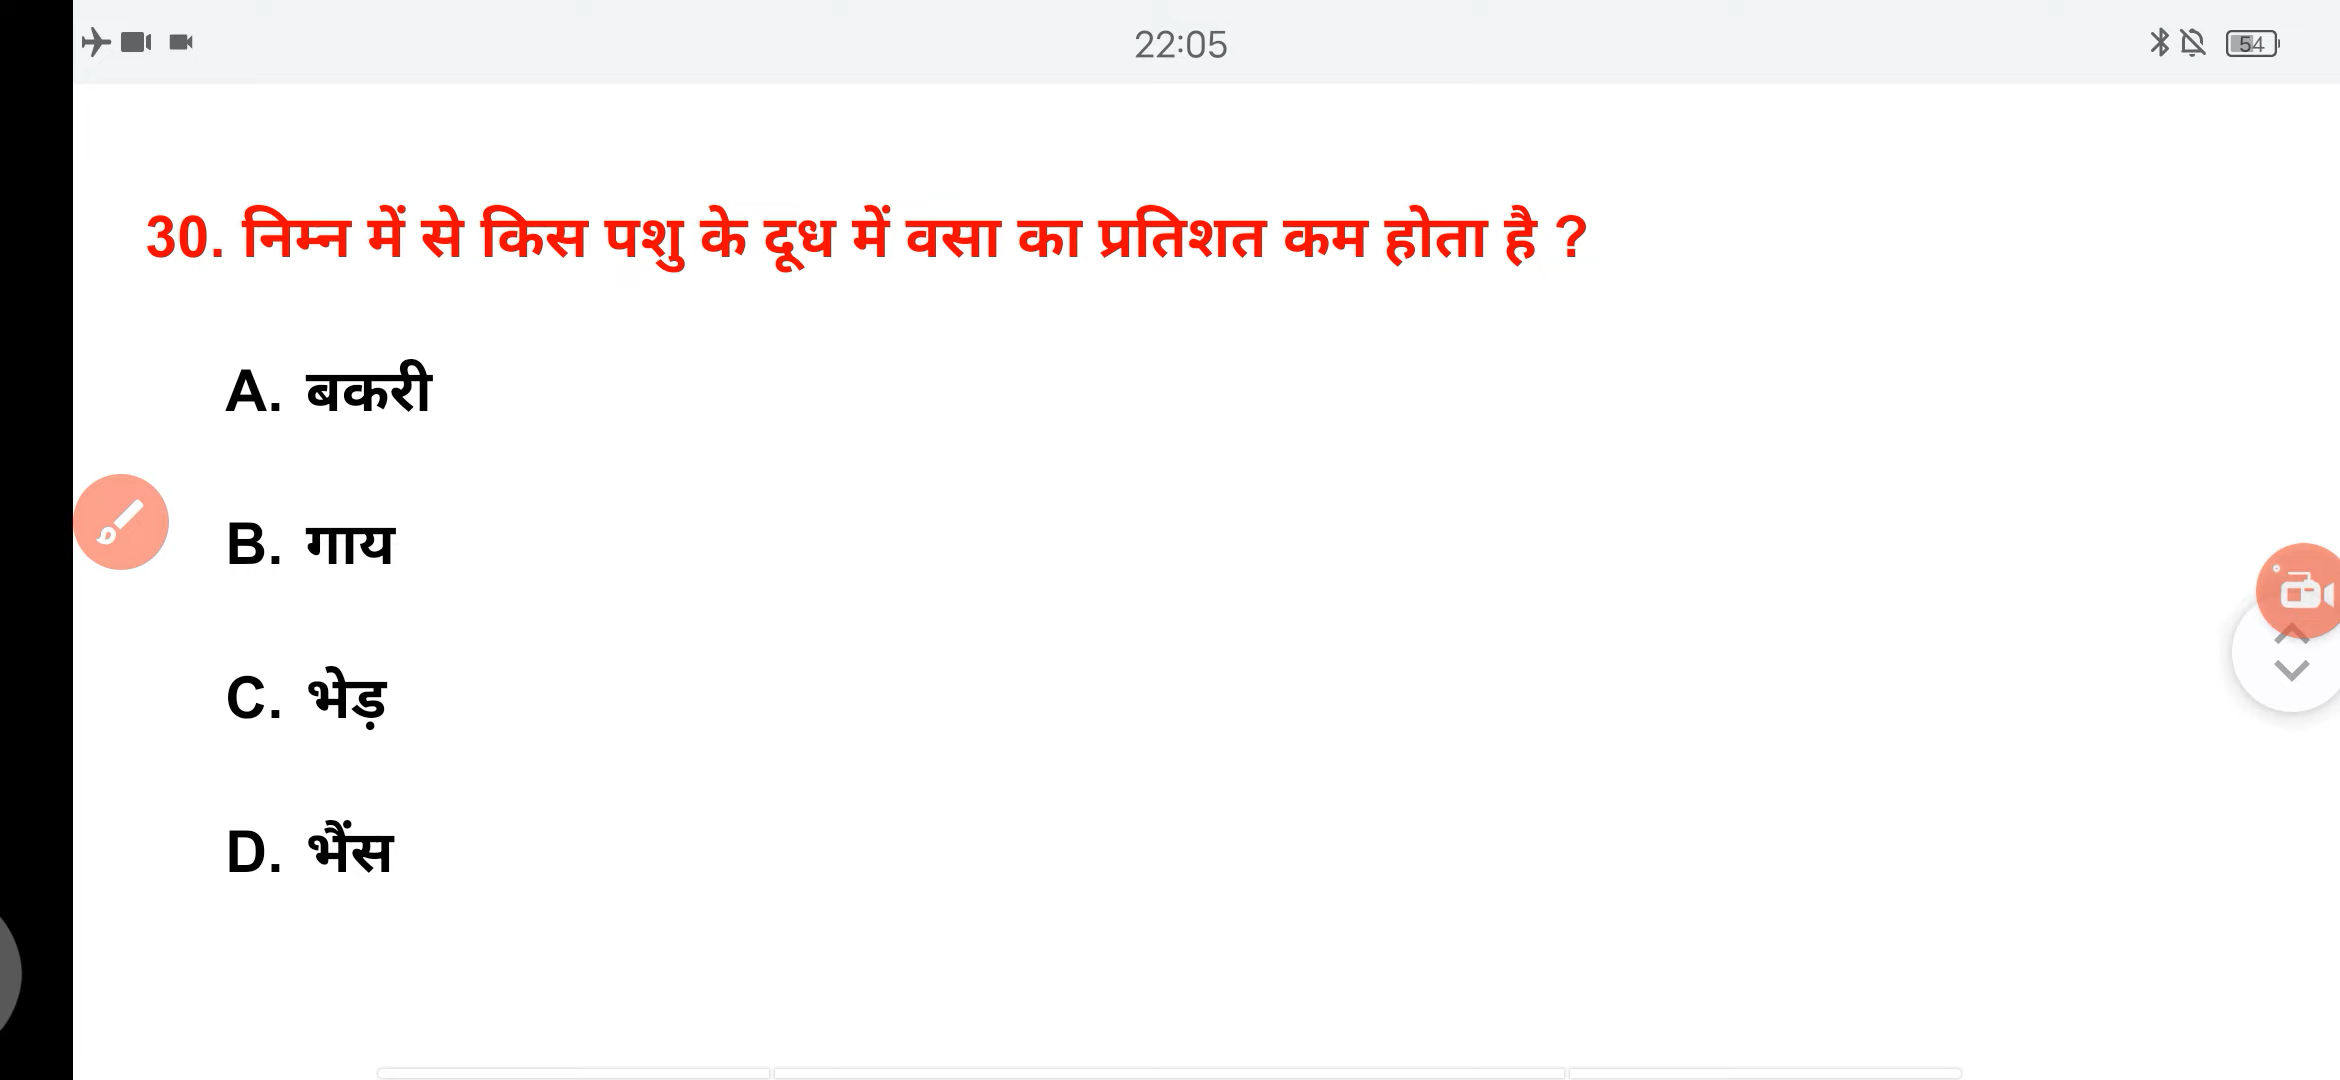 22:05
54
30. निम्न में से किस पशु के दूध में वसा का प्रतिशत कम होता है ?
A. बकरी
B. गाय
C. भेड़
D. भैंस